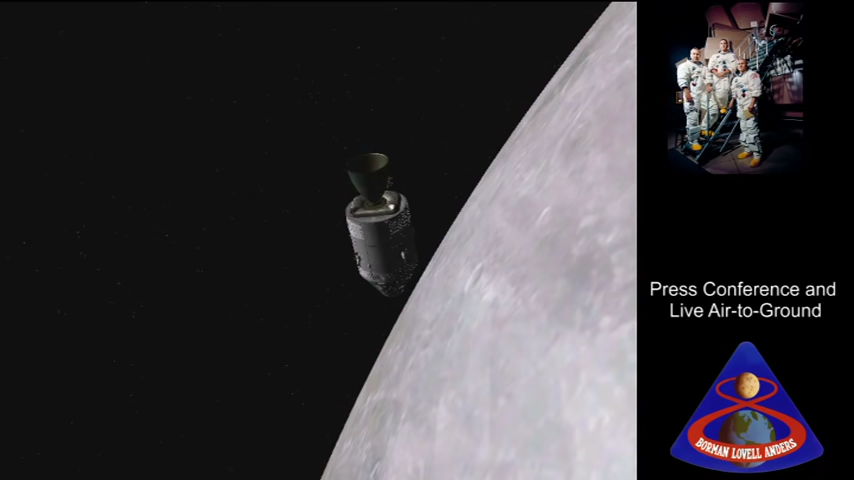 Press Conference and
Live Air-to-Ground
BORMAN LOVELL ANDERS